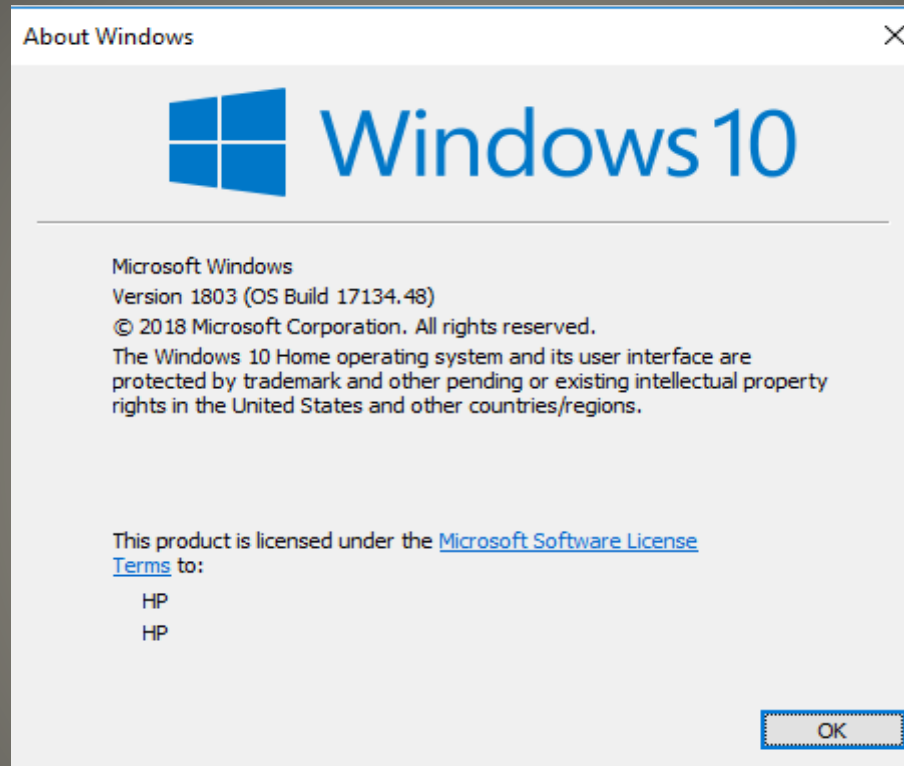 About Windows
Windows 10
Microsoft Windows
Version 1803 (OS Build 17134.48)
© 2018 Microsoft Corporation. All rights reserved.
The Windows 10 Home operating system and its user interface are
protected by trademark and other pending or existing intellectual property
rights in the United States and other countries/regions.
This product is licensed under the Microsoft Software License
Terms to:
HP
HP
OK